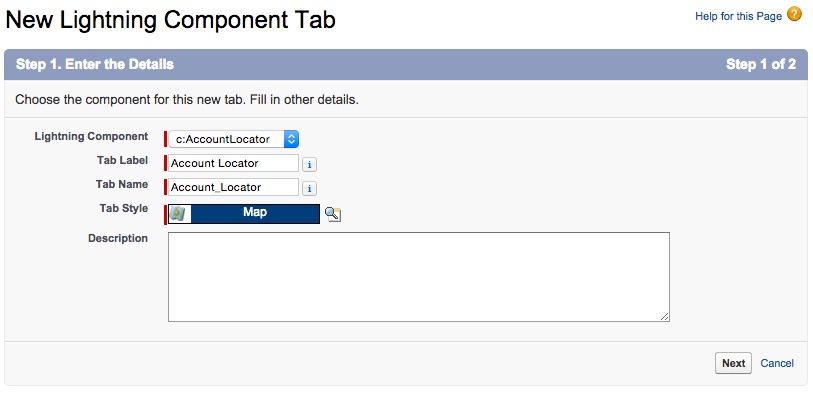 New Lightning Component Tab
Help for this Page ?
Step 1. Enter the Details Step 1 of 2
Choose the component for this new tab. Fill in other details.
Lightning Component c:AccountLocator
Tab Label Account Locator i
Tab Name Account_Locator i
Tab Style Map
Description
Next Cancel